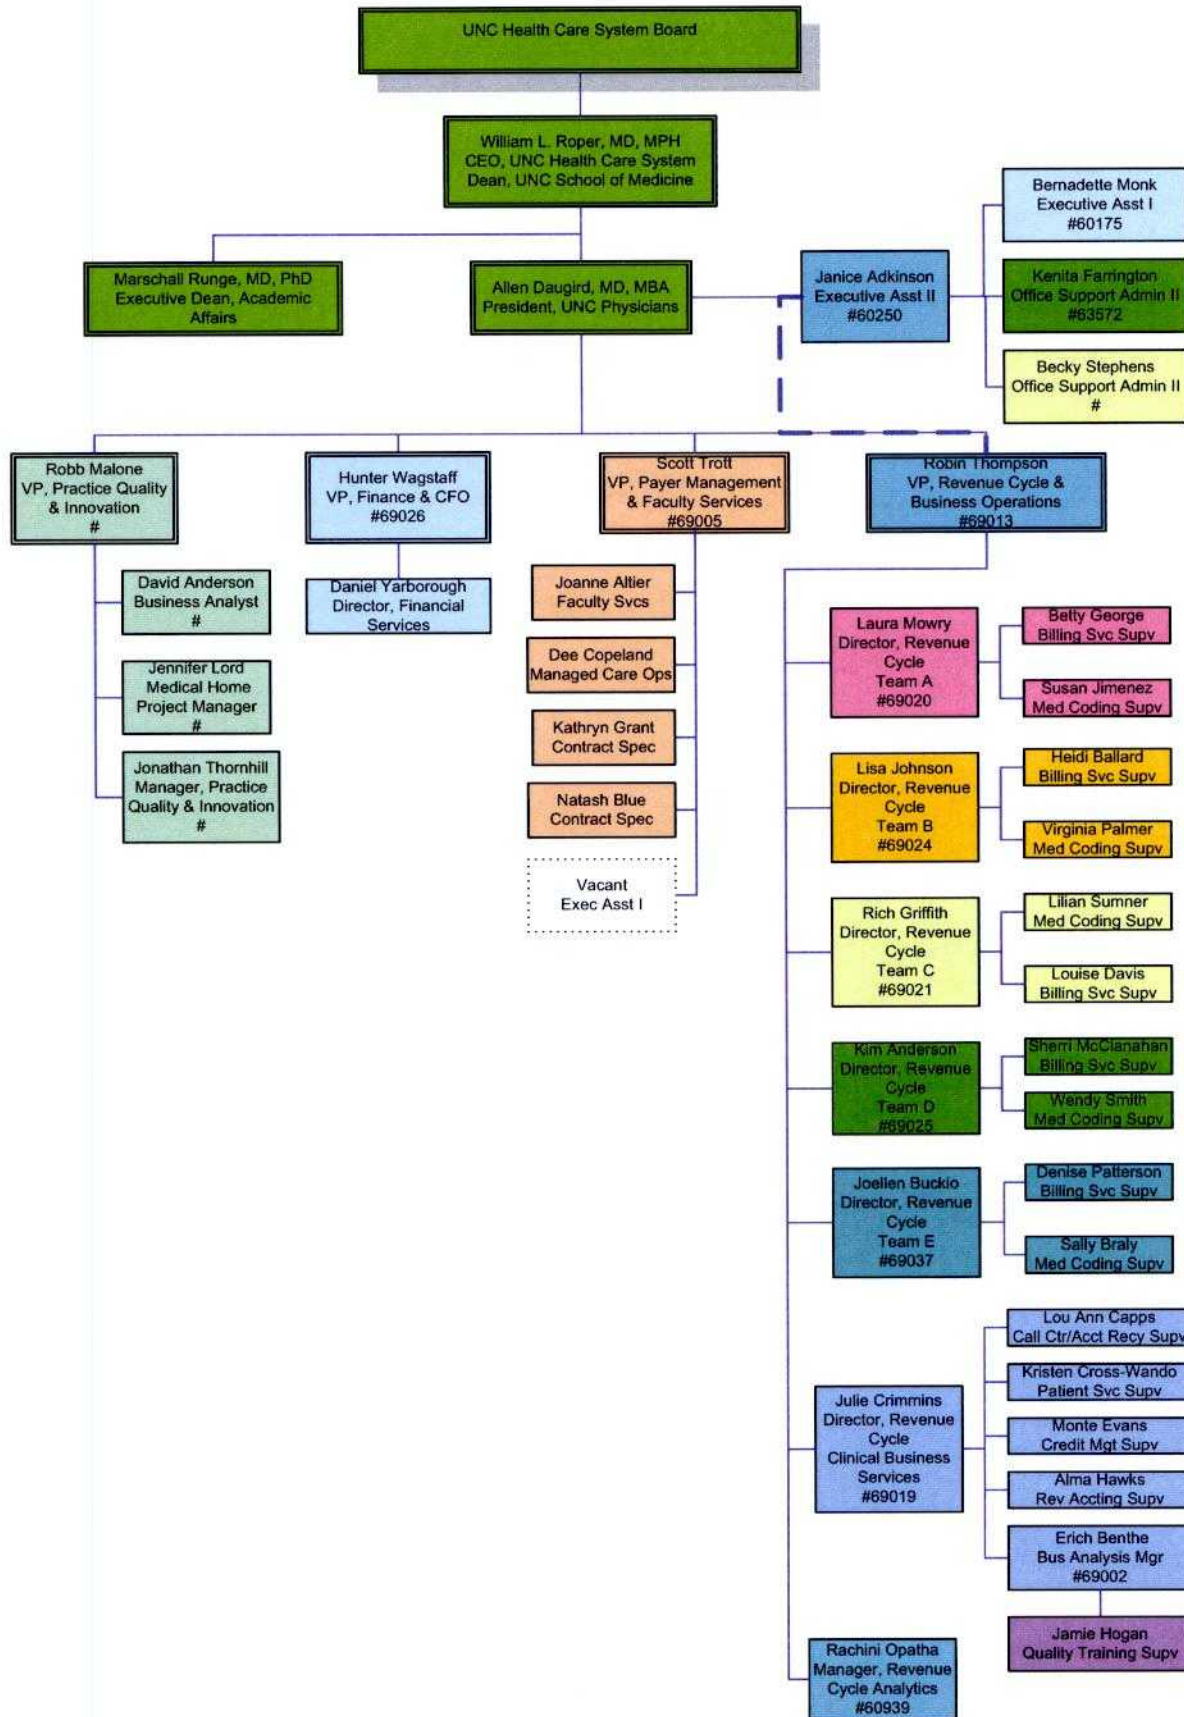 UNC Health Care System Board
William L. Roper, MD, MPH
CEO, UNC Health Care System
Dean, UNC School of Medicine
Marschall Runge, MD, PhD
Executive Dean, Academic
Affairs
Allen Daugird, MD, MBA
President, UNC Physicians
Janice Adkinson
Executive Asst II
#60250
Bernadette Monk
Executive Asst I
#60175
Kenita Farrington
Office Support Admin II
#63572
Becky Stephens
Office Support Admin II
#
Robb Malone
VP, Practice Quality
& Innovation
#
Hunter Wagstaff
VP, Finance & CFO
#69026
Scott Trott
VP, Payer Management
& Faculty Services
#69005
Robin Thompson
VP, Revenue Cycle &
Business Operations
#69013
David Anderson
Business Analyst
#
Jennifer Lord
Medical Home
Project Manager
#
Jonathan Thornhill
Manager, Practice
Quality & Innovation
#
Daniel Yarborough
Director, Financial
Services
Joanne Altier
Faculty Svcs
Dee Copeland
Managed Care Ops
Kathryn Grant
Contract Spec
Natash Blue
Contract Spec
Vacant
Exec Asst I
Laura Mowry
Director, Revenue
Cycle
Team A
#69020
Betty George
Billing Svc Supv
Susan Jimenez
Med Coding Supv
Lisa Johnson
Director, Revenue
Cycle
Team B
#69024
Heidi Ballard
Billing Svc Supv
Virginia Palmer
Med Coding Supv
Rich Griffith
Director, Revenue
Cycle
Team C
#69021
Lilian Sumner
Med Coding Supv
Louise Davis
Billing Svc Supv
Kim Anderson
Director, Revenue
Cycle
Team D
#69025
Sherri McClanahan
Billing Svc Supv
Wendy Smith
Med Coding Supv
Joellen Buckio
Director, Revenue
Cycle
Team E
#69037
Denise Patterson
Billing Svc Supv
Sally Braly
Med Coding Supv
Julie Crimmins
Director, Revenue
Cycle
Clinical Business
Services
#69019
Lou Ann Capps
Call Ctr/Acct Recy Supv
Kristen Cross-Wando
Patient Svc Supv
Monte Evans
Credit Mgt Supv
Alma Hawks
Rev Accting Supv
Erich Benthe
Bus Analysis Mgr
#69002
Jamie Hogan
Quality Training Supv
Rachini Opatha
Manager, Revenue
Cycle Analytics
#60939